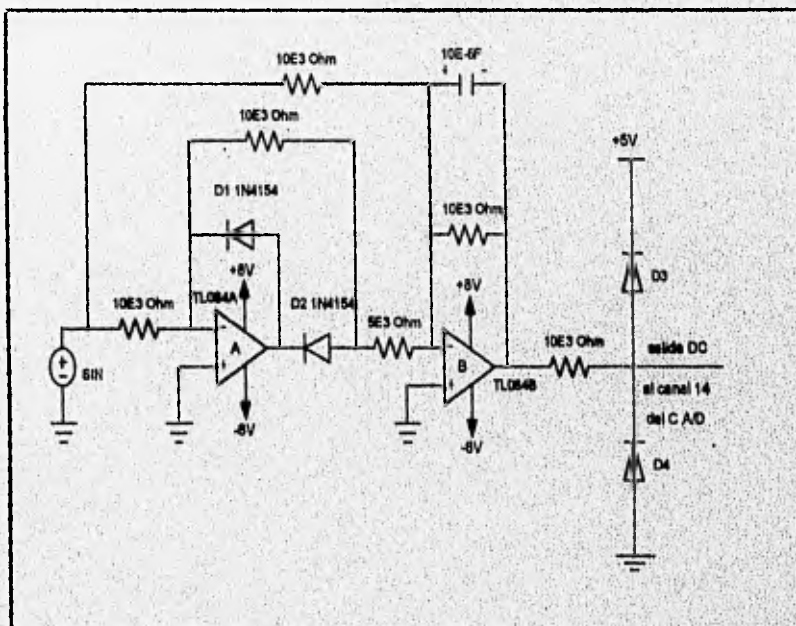 10E3 Ohm
10E-6F
+ -
10E3 Ohm
+5V
D1 1N4154
10E3 Ohm
D3
+8V
10E3 Ohm
TL084A
D2 1N4154
+8V
5E3 Ohm
10E3 Ohm
salida DC
-
A
-
B
+
SIN
+
+
-
TL084B
al canal 14
del C A/D
-8V
-8V
D4